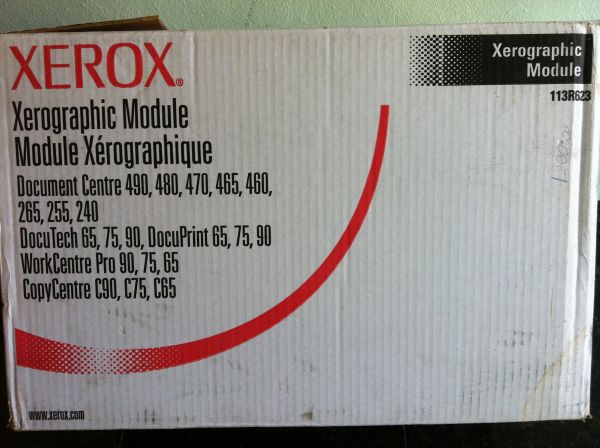 XEROX®
Xerographic
Module
113R623
Xerographic Module
Module Xérographique
Document Centre 490, 480, 470, 465, 460,
265, 255, 240
DocuTech 65, 75, 90, DocuPrint 65, 75, 90
WorkCentre Pro 90, 75, 65
CopyCentre C90, C75, C65
www.xerox.com